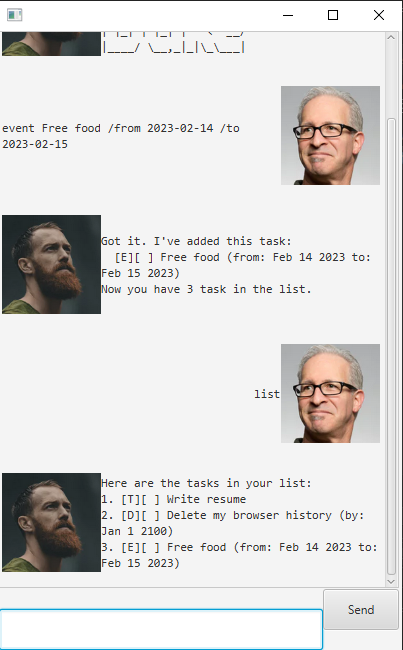 |____/ \__,_|_|\_\___|
event Free food /from 2023-02-14 /to
2023-02-15
Got it. I've added this task:
[E][ ] Free food (from: Feb 14 2023 to:
Feb 15 2023)
Now you have 3 task in the list.
list
Here are the tasks in your list:
1. [T][ ] Write resume
2. [D][ ] Delete my browser history (by:
Jan 1 2100)
3. [E][ ] Free food (from: Feb 14 2023 to:
Feb 15 2023)
Send